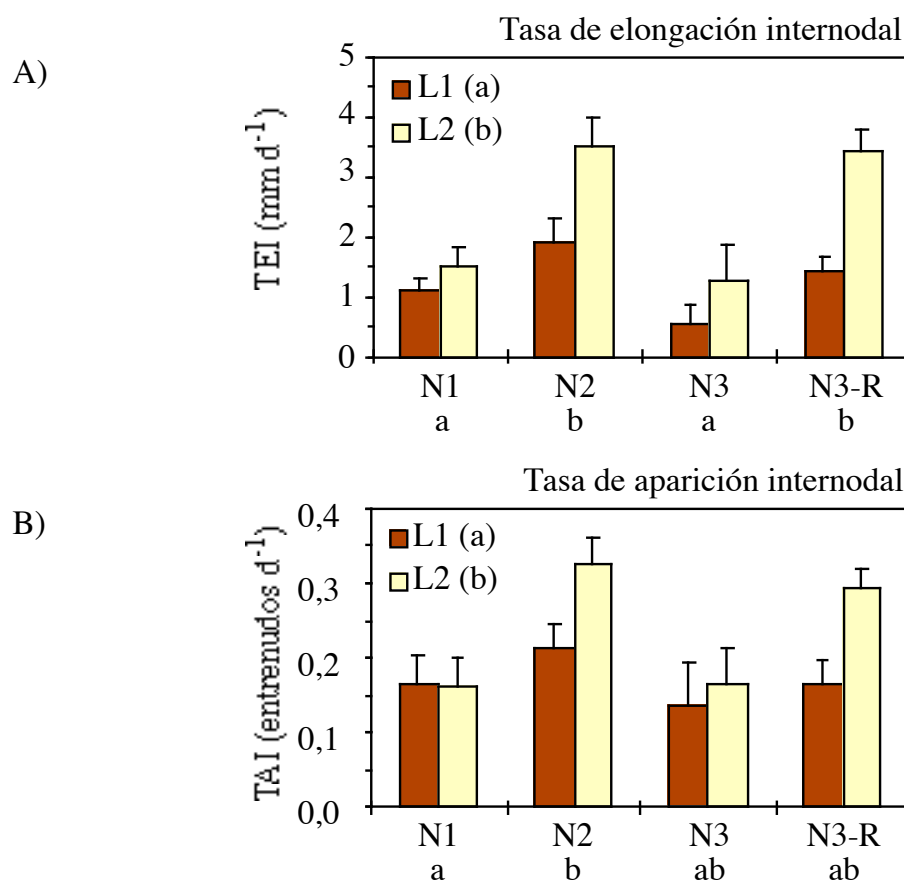 Tasa de elongación internodal
A)
5
4
3
2
1
0
TEI (mm d-1)
L1 (a)
L2 (b)
N1 N2 N3 N3-R
a b a b
Tasa de aparición internodal
B)
0,4
0,3
0,2
0,1
0,0
TAI (entrenudos d-1)
L1 (a)
L2 (b)
N1 N2 N3 N3-R
a b ab ab